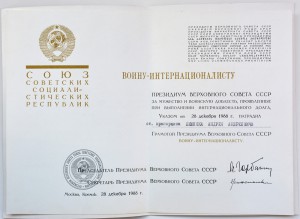 СОЮЗ
СОВЕТСКИХ
СОЦИАЛИ-
СТИЧЕСКИХ
РЕСПУБЛИК
ВОИНУ-ИНТЕРНАЦИОНАЛИСТУ
ПРЕЗИДИУМ ВЕРХОВНОГО СОВЕТА СССР
ЗА МУЖЕСТВО И ВОИНСКУЮ ДОБЛЕСТЬ, ПРОЯВЛЕННЫЕ
ПРИ ВЫПОЛНЕНИИ ИНТЕРНАЦИОНАЛЬНОГО ДОЛГА,
Указом от 28 декабря 1988 г. НАГРАДИЛ
Грамотой Президиума Верховного Совета СССР
ВОИНУ-ИНТЕРНАЦИОНАЛИСТУ.
Председатель Президиума Верховного Совета СССР
Секретарь Президиума Верховного Совета СССР
Москва, Кремль. 28 декабря 1988 г.